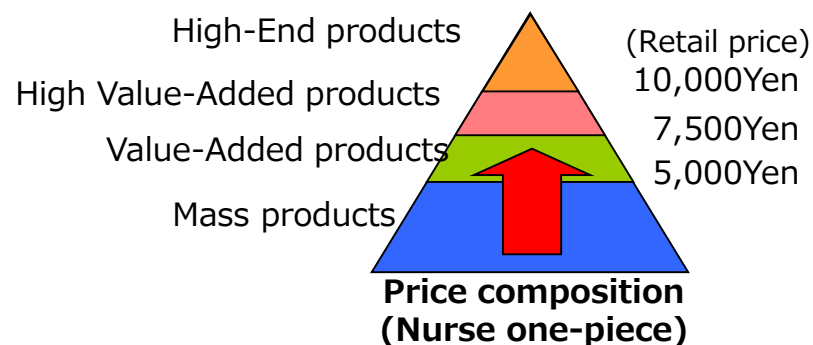 High-End products
(Retail price)
10,000Yen
High Value-Added products
7,500Yen
Value-Added products
5,000Yen
Mass products
Price composition
(Nurse one-piece)